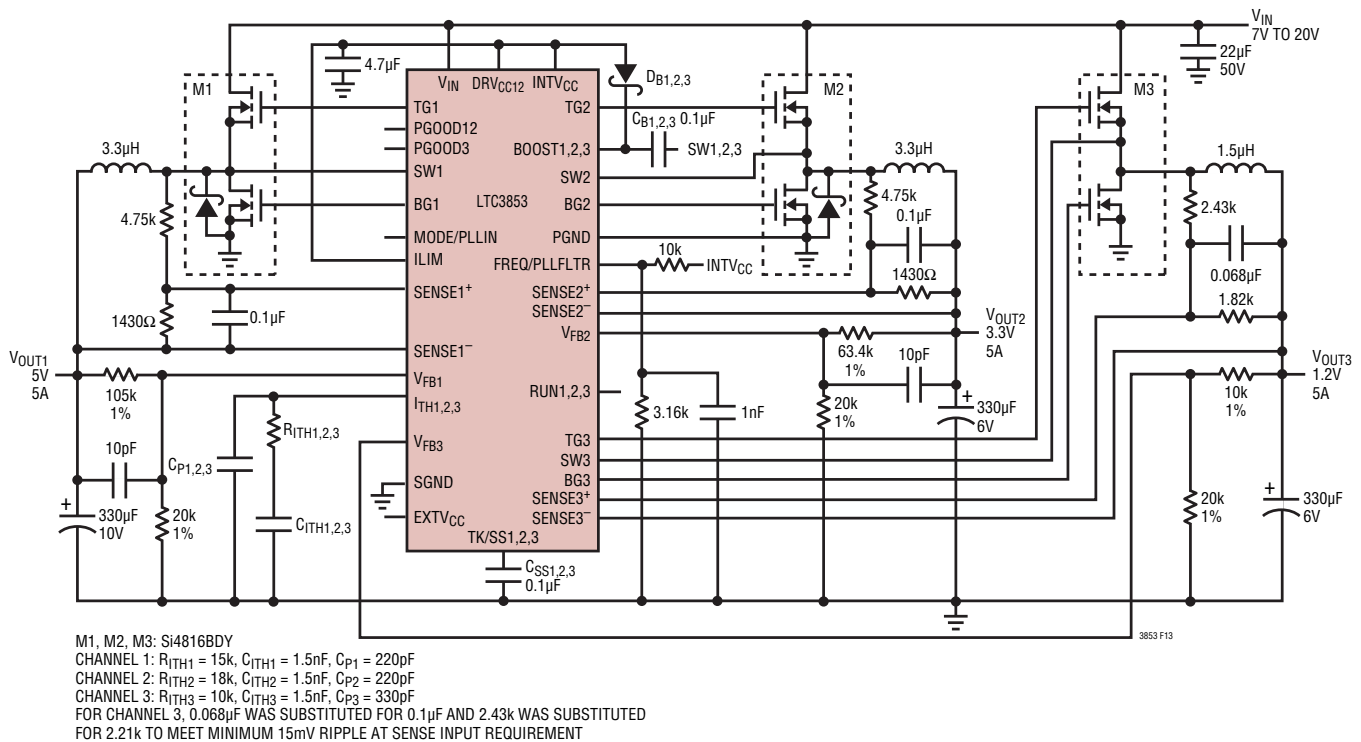 VIN
7V TO 20V
22µF
50V
4.7µF
M1
VIN
DRVCC12
INTVCC
DB1,2,3
M2
M3
TG1
TG2
CB1,2,3 0.1µF
PGOOD12
PGOOD3
BOOST1,2,3
SW1,2,3
3.3µH
3.3µH
1.5µH
SW1
SW2
LTC3853
BG1
BG2
4.75k
4.75k
2.43k
0.1µF
MODE/PLLIN
PGND
10k
INTVCC
ILIM
FREQ/PLLFLTR
1430Ω
0.068µF
SENSE1+
SENSE2+
SENSE2–
1430Ω
0.1µF
1.82k
VOUT2
3.3V
5A
VFB2
SENSE1–
63.4k
1%
10pF
VOUT1
5V
5A
VOUT3
1.2V
5A
VFB1
105k
1%
ITH1,2,3
RUN1,2,3
10k
1%
RITH1,2,3
3.16k
1nF
20k
1%
+
330µF
6V
10pF
CP1,2,3
VFB3
TG3
SW3
SGND
BG3
SENSE3+
SENSE3–
+
330µF
10V
20k
1%
CITH1,2,3
EXTVCC
TK/SS1,2,3
20k
1%
+
330µF
6V
CSS1,2,3
0.1µF
3853 F13
M1, M2, M3: Si4816BDY
CHANNEL 1: RITH1 = 15k, CITH1 = 1.5nF, CP1 = 220pF
CHANNEL 2: RITH2 = 18k, CITH2 = 1.5nF, CP2 = 220pF
CHANNEL 3: RITH3 = 10k, CITH3 = 1.5nF, CP3 = 330pF
FOR CHANNEL 3, 0.068µF WAS SUBSTITUTED FOR 0.1µF AND 2.43k WAS SUBSTITUTED
FOR 2.21k TO MEET MINIMUM 15mV RIPPLE AT SENSE INPUT REQUIREMENT